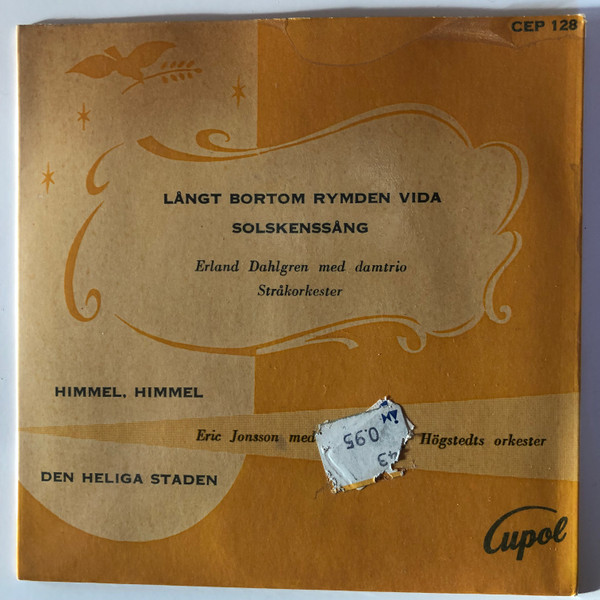 CEP 128
LÅNGT BORTOM RYMDEN VIDA
SOLSKENSSÅNG
Erland Dahlgren med damtrio
Stråkorkester
HIMMEL, HIMMEL
Eric Jonsson med Högstedts orkester
43
0.95
DEN HELIGA STADEN
Cupol